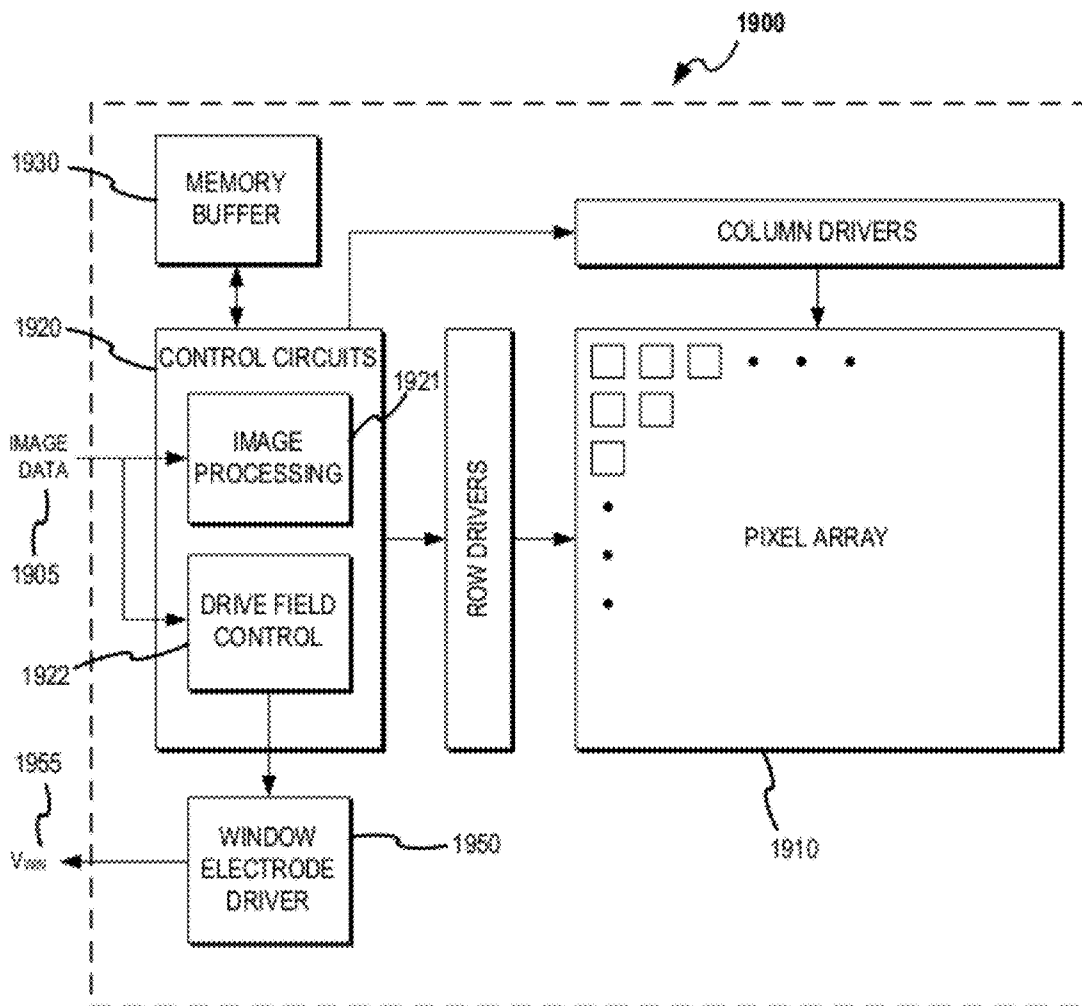 1900
1930
MEMORY
BUFFER
COLUMN DRIVERS
1920
CONTROL CIRCUITS
1921
IMAGE
DATA
IMAGE
PROCESSING
ROW DRIVERS
PIXEL ARRAY
1905
DRIVE FIELD
CONTROL
1922
1955
WINDOW
ELECTRODE
DRIVER
1950
1910